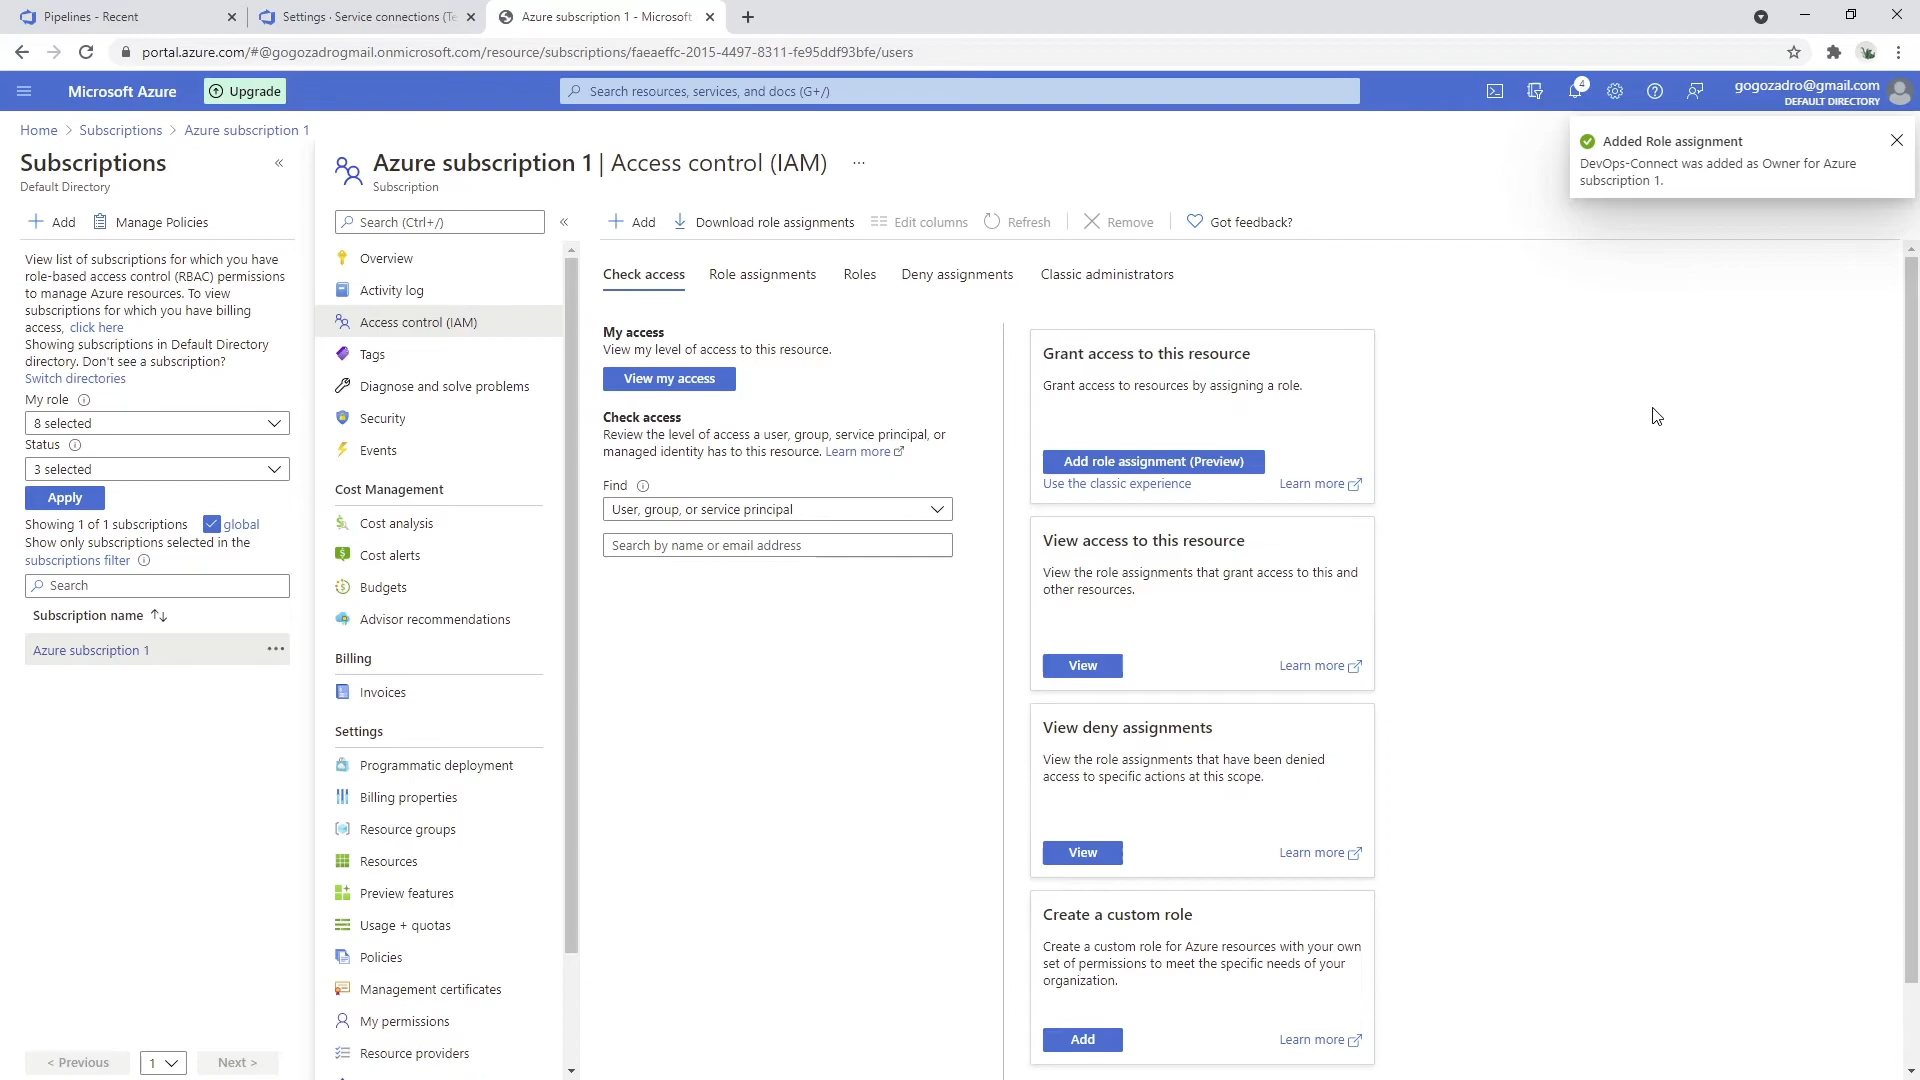 Pipelines - Recent
Settings · Service connections (Te
Azure subscription 1 - Microsoft
portal.azure.com/#@gogozadrogmail.onmicrosoft.com/resource/subscriptions/faeaeffc-2015-4497-8311-fe95ddf93bfe/users
Microsoft Azure
Upgrade
Search resources, services, and docs (G+/)
4
gogozadro@gmail.com
DEFAULT DIRECTORY
Home > Subscriptions > Azure subscription 1
Added Role assignment
DevOps-Connect was added as Owner for Azure
subscription 1.
Subscriptions
Default Directory
Add
Manage Policies
View list of subscriptions for which you have
role-based access control (RBAC) permissions
to manage Azure resources. To view
subscriptions for which you have billing
access, click here
Showing subscriptions in Default Directory
directory. Don't see a subscription?
Switch directories
My role
8 selected
Status
3 selected
Apply
Showing 1 of 1 subscriptions global
Show only subscriptions selected in the
subscriptions filter
Search
Subscription name
Azure subscription 1
< Previous
1
Next >
Azure subscription 1 | Access control (IAM)
Subscription
Search (Ctrl+/)
Overview
Activity log
Access control (IAM)
Tags
Diagnose and solve problems
Security
Events
Cost Management
Cost analysis
Cost alerts
Budgets
Advisor recommendations
Billing
Invoices
Settings
Programmatic deployment
Billing properties
Resource groups
Resources
Preview features
Usage + quotas
Policies
Management certificates
My permissions
Resource providers
Add
Download role assignments
Edit columns
Refresh
Remove
Got feedback?
Check access
Role assignments
Roles
Deny assignments
Classic administrators
My access
View my level of access to this resource.
View my access
Check access
Review the level of access a user, group, service principal, or
managed identity has to this resource. Learn more
Find
User, group, or service principal
Search by name or email address
Grant access to this resource
Grant access to resources by assigning a role.
Add role assignment (Preview)
Use the classic experience
Learn more
View access to this resource
View the role assignments that grant access to this and
other resources.
View
Learn more
View deny assignments
View the role assignments that have been denied
access to specific actions at this scope.
View
Learn more
Create a custom role
Create a custom role for Azure resources with your own
set of permissions to meet the specific needs of your
organization.
Add
Learn more